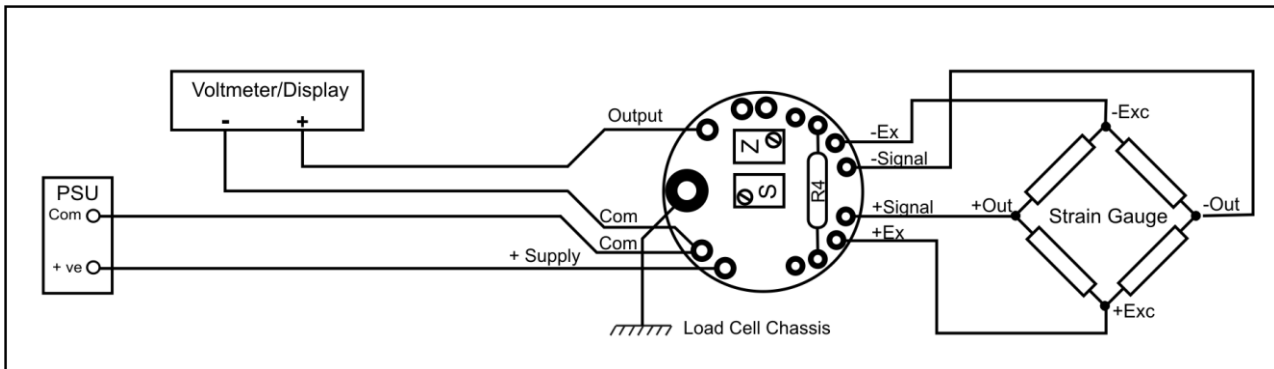 Voltmeter/Display
- +
PSU
Com
+ ve
Output
Com
Com
+ Supply
Z
S
R4
Load Cell Chassis
-Ex
-Signal
+Signal
+Ex
-Exc
+Out
Strain Gauge
-Out
+Exc